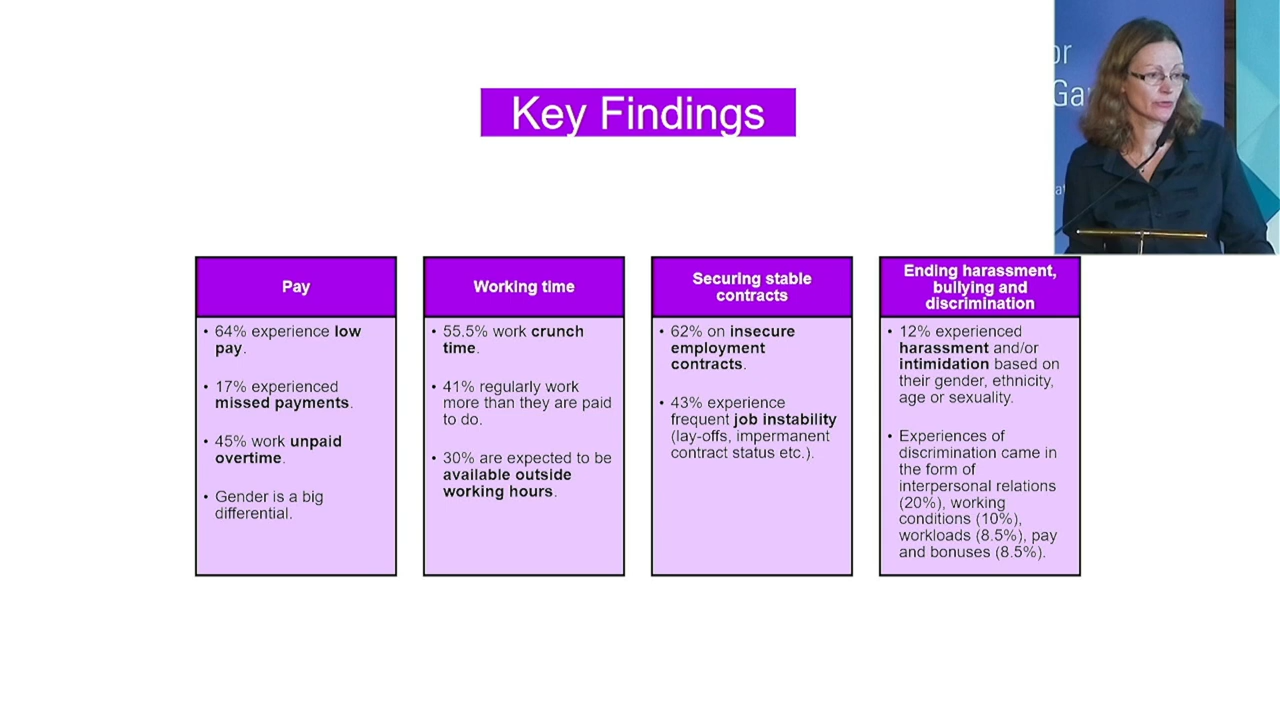 or
Ga
Key Findings
Pay
• 64% experience low
pay.
• 17% experienced
missed payments.
• 45% work unpaid
overtime.
• Gender is a big
differential.
Working time
• 55.5% work crunch
time.
• 41% regularly work
more than they are paid
to do.
• 30% are expected to be
available outside
working hours.
Securing stable
contracts
• 62% on insecure
employment
contracts.
• 43% experience
frequent job instability
(lay-offs, impermanent
contract status etc.).
Ending harassment,
bullying and
discrimination
• 12% experienced
harassment and/or
intimidation based on
their gender, ethnicity,
age or sexuality.
• Experiences of
discrimination came in
the form of
interpersonal relations
(20%), working
conditions (10%),
workloads (8.5%), pay
and bonuses (8.5%).